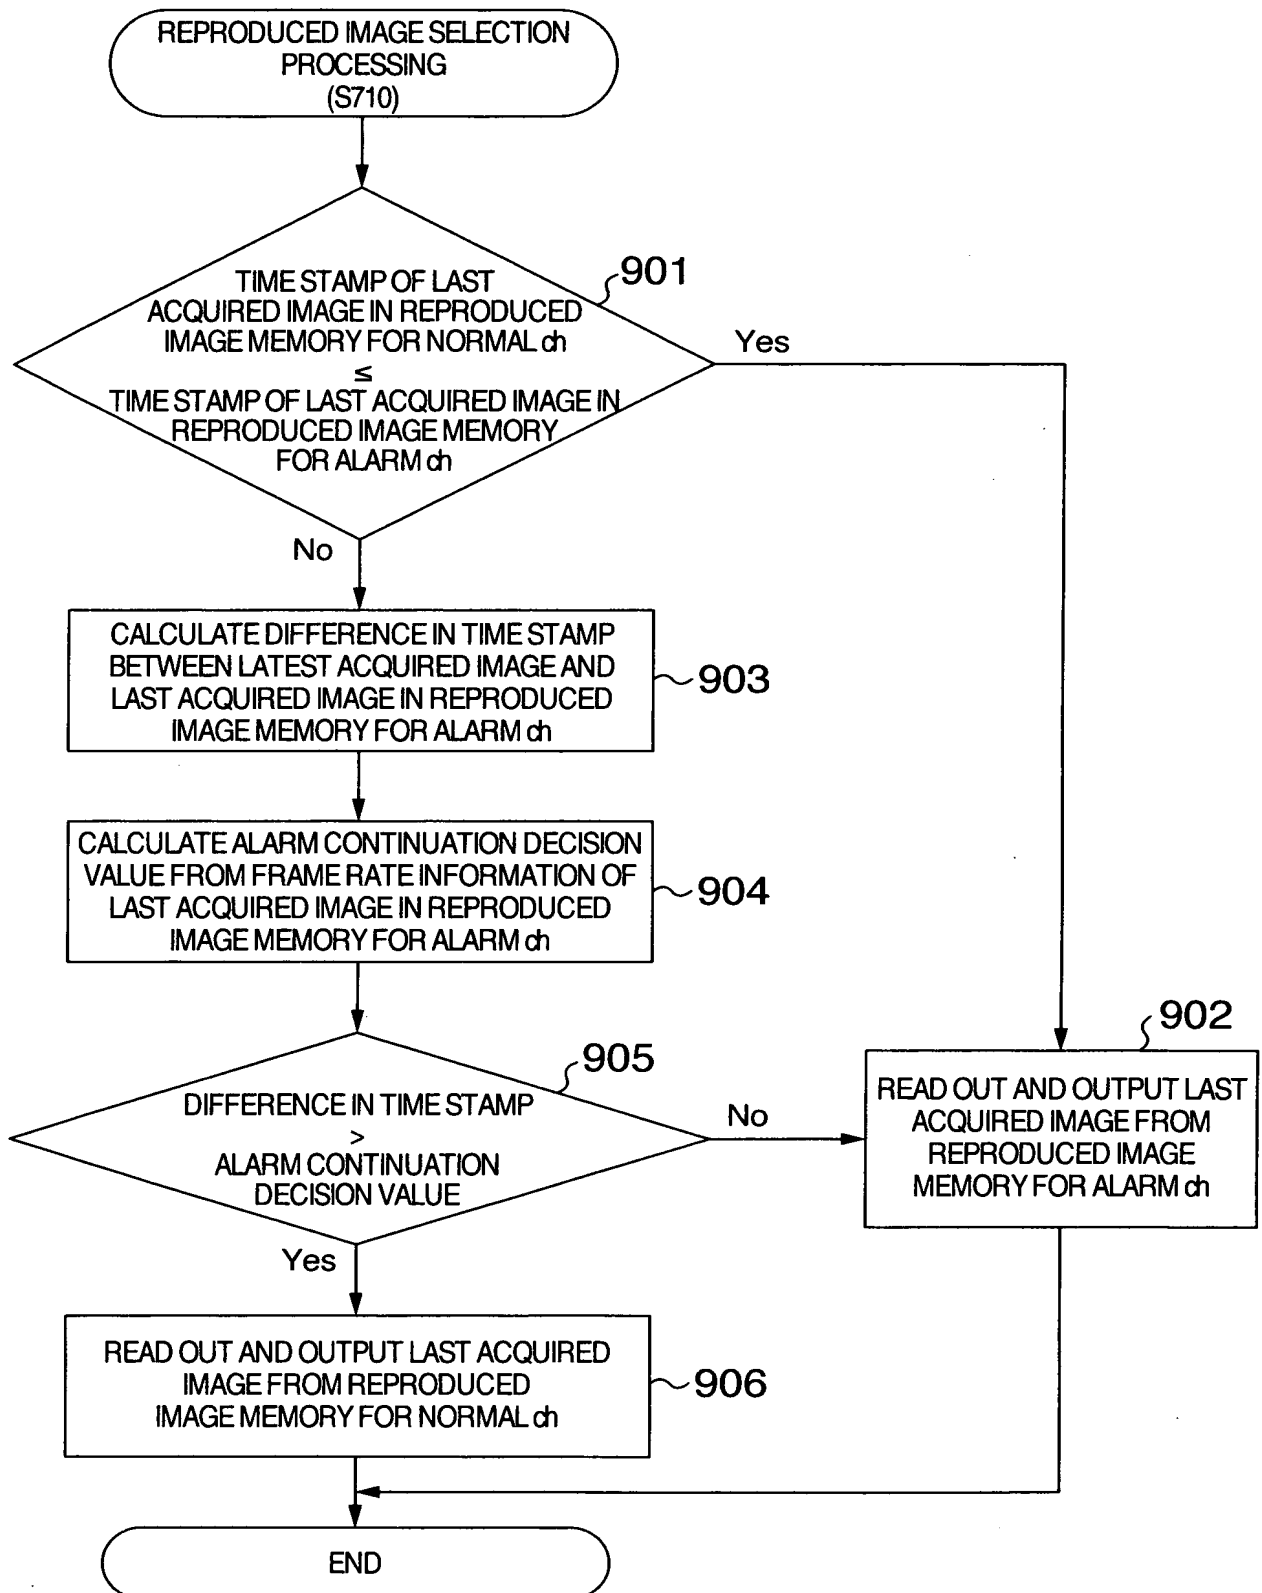 REPRODUCED IMAGE SELECTION
PROCESSING
(S710)
901
TIME STAMP OF LAST
ACQUIRED IMAGE IN REPRODUCED
IMAGE MEMORY FOR NORMAL ch
≤
TIME STAMP OF LAST ACQUIRED IMAGE IN
REPRODUCED IMAGE MEMORY
FOR ALARM ch
Yes
No
CALCULATE DIFFERENCE IN TIME STAMP
BETWEEN LATEST ACQUIRED IMAGE AND
LAST ACQUIRED IMAGE IN REPRODUCED
IMAGE MEMORY FOR ALARM ch
903
CALCULATE ALARM CONTINUATION DECISION
VALUE FROM FRAME RATE INFORMATION OF
LAST ACQUIRED IMAGE IN REPRODUCED
IMAGE MEMORY FOR ALARM ch
904
905
DIFFERENCE IN TIME STAMP
>
ALARM CONTINUATION
DECISION VALUE
No
Yes
902
READ OUT AND OUTPUT LAST
ACQUIRED IMAGE FROM
REPRODUCED IMAGE
MEMORY FOR ALARM ch
READ OUT AND OUTPUT LAST ACQUIRED
IMAGE FROM REPRODUCED
IMAGE MEMORY FOR NORMAL ch
906
END